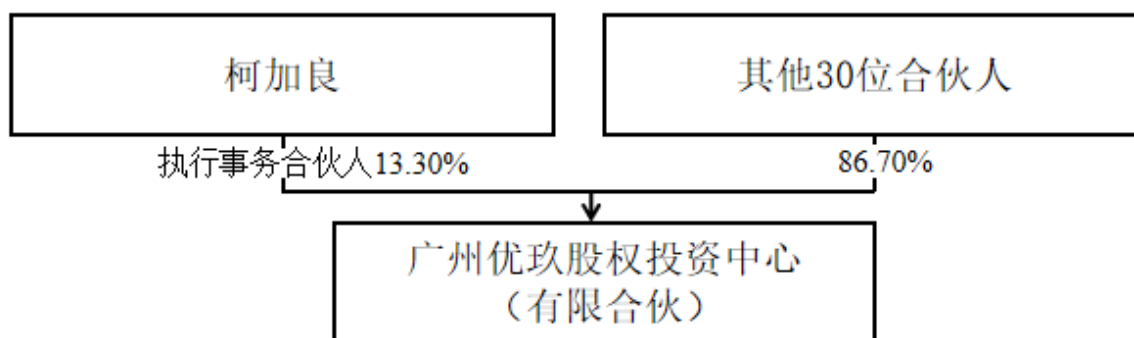 柯加良
其他30位合伙人
执行事务合伙人13.30%
86.70%
广州优玖股权投资中心
（有限合伙）